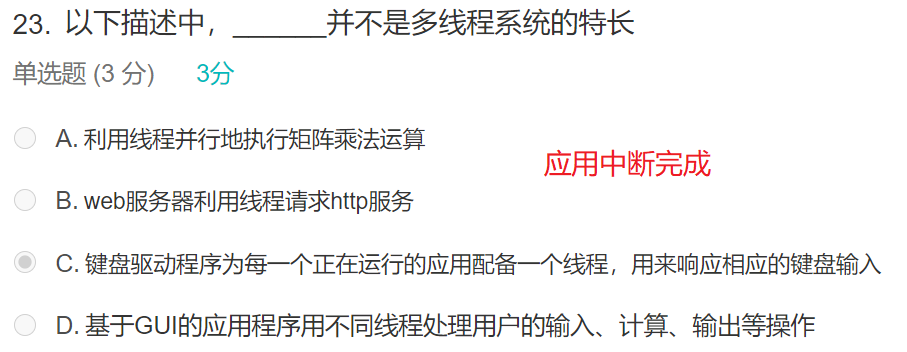 23. 以下描述中，_______并不是多线程系统的特长
单选题 (3 分) 3分
A. 利用线程并行地执行矩阵乘法运算
应用中断完成
B. web服务器利用线程请求http服务
C. 键盘驱动程序为每一个正在运行的应用配备一个线程，用来响应相应的键盘输入
D. 基于GUI的应用程序用不同线程处理用户的输入、计算、输出等操作